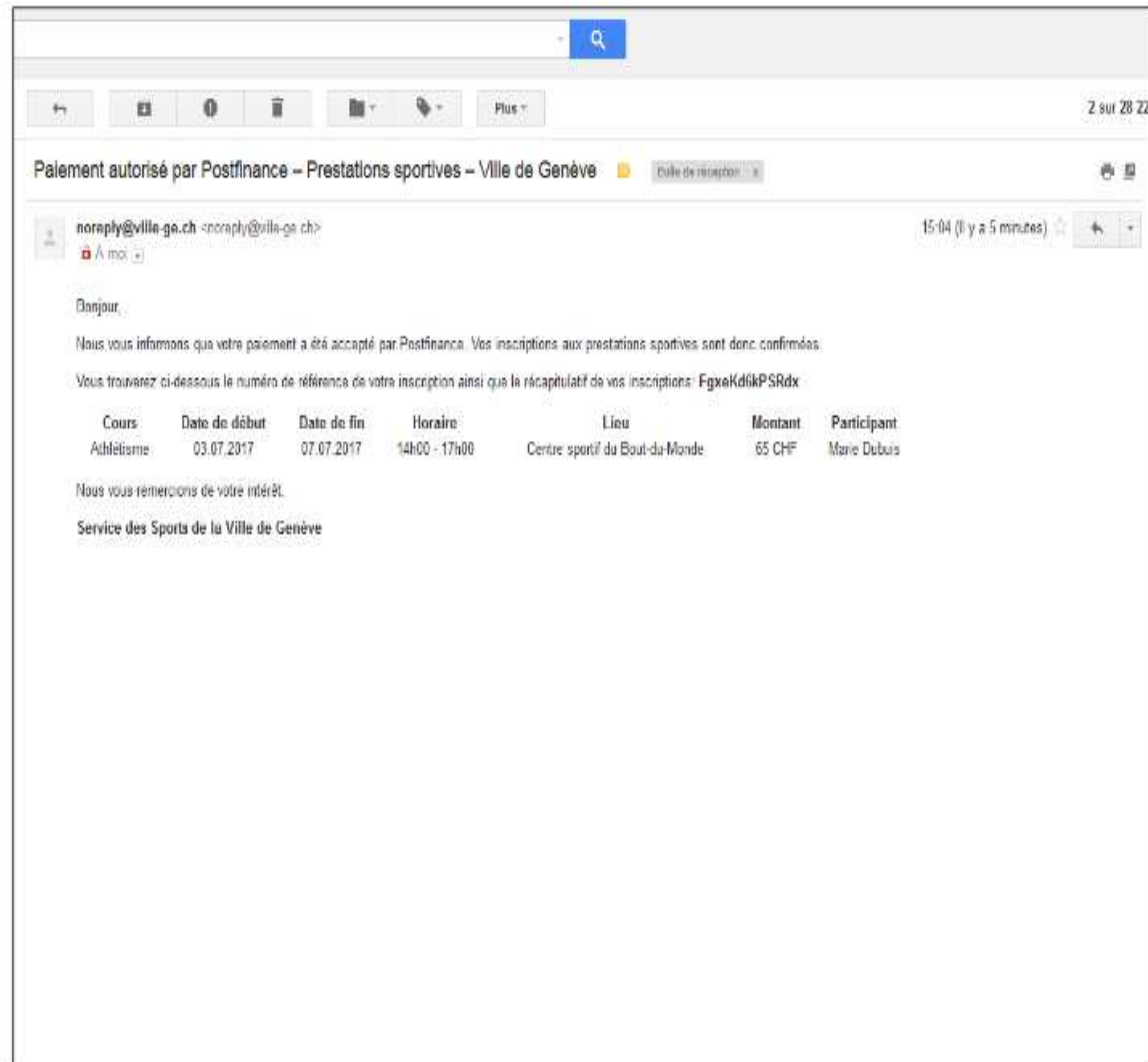 Plus
2 sur 28 22
Paiement autorisé par Postfinance – Prestations sportives – Ville de Genève
Boîte de réception x
noreply@ville-ge.ch <noreply@ville-ge.ch>
15:04 (Il y a 5 minutes)
À moi
Bonjour,
Nous vous informons que votre paiement a été accepté par Postfinance. Vos inscriptions aux prestations sportives sont donc confirmées.
Vous trouverez ci-dessous le numéro de référence de votre inscription ainsi que le récapitulatif de vos inscriptions: FgxeKd6kPSRdx
Cours Date de début Date de fin Horaire Lieu Montant Participant
Athlétisme 03.07.2017 07.07.2017 14h00 - 17h00 Centre sportif du Bout-du-Monde 65 CHF Marie Dubuis
Nous vous remercions de votre intérêt.
Service des Sports de la Ville de Genève